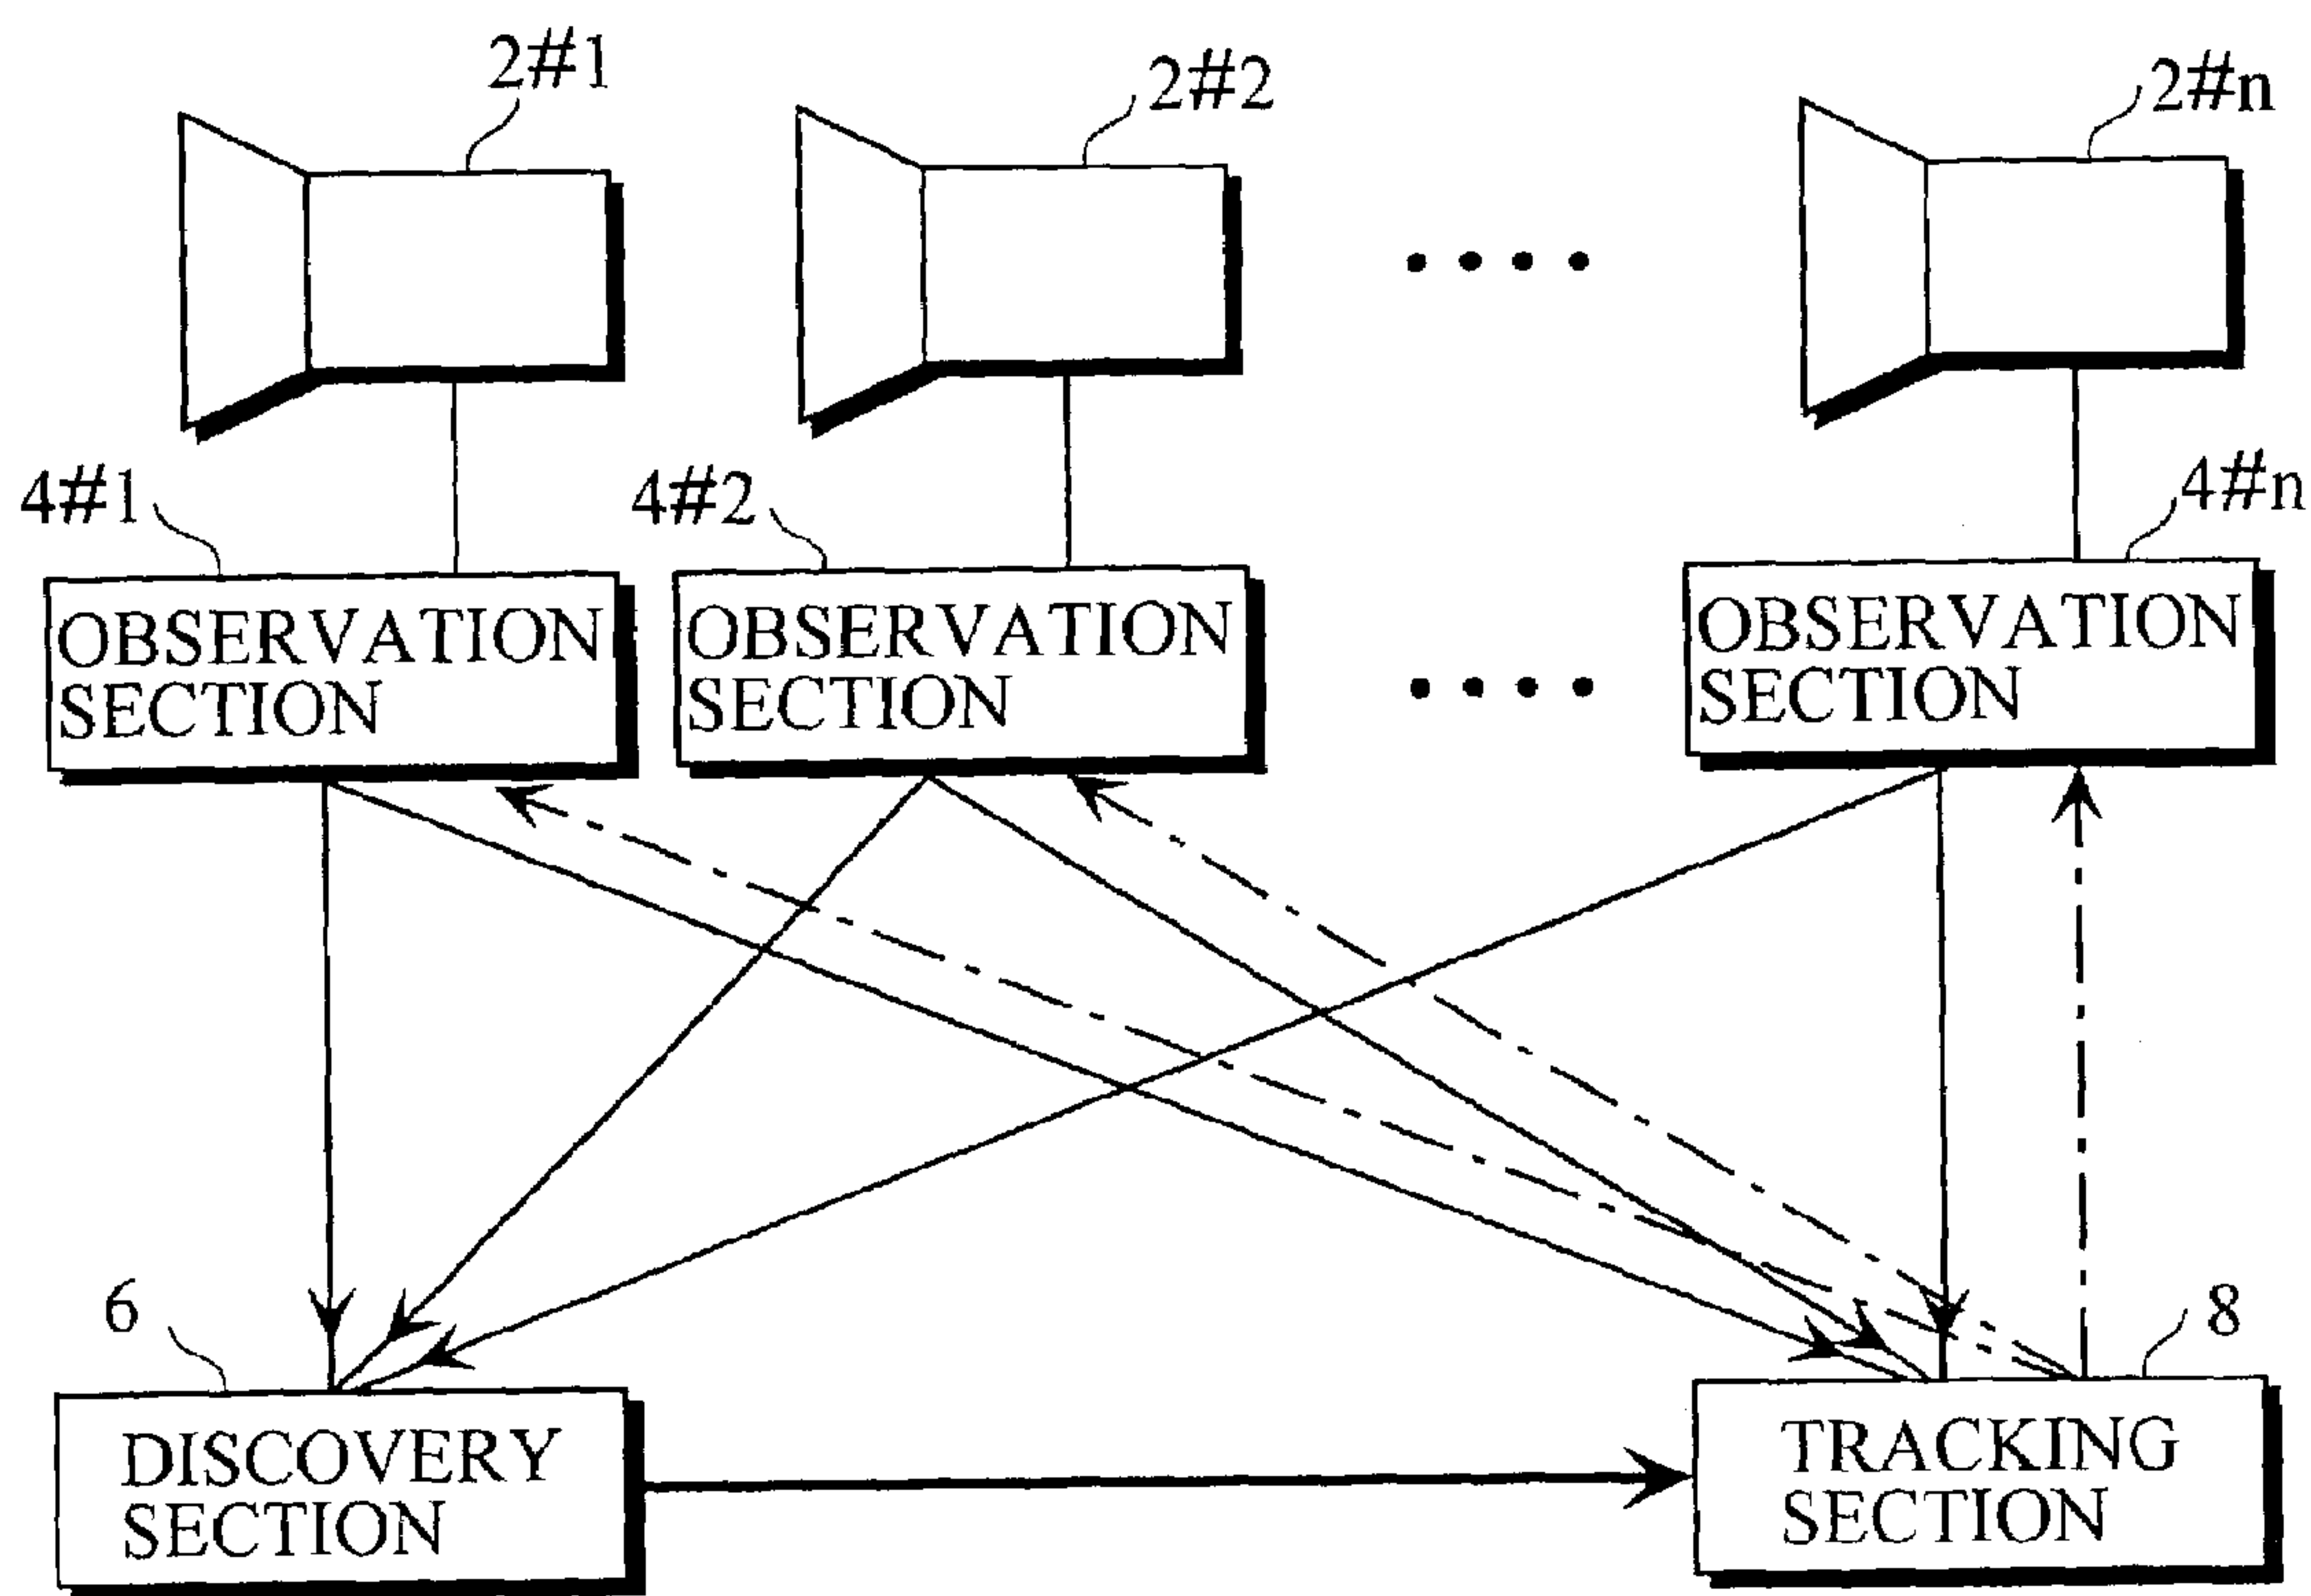 2#1
2#2
2#n
4#1
4#2
4#n
OBSERVATION
SECTION
OBSERVATION
SECTION
OBSERVATION
SECTION
6
8
DISCOVERY
SECTION
TRACKING
SECTION